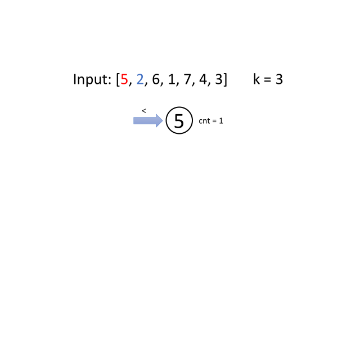 Input: [5, 2, 6, 1, 7, 4, 3] k = 3
<
5 cnt = 1